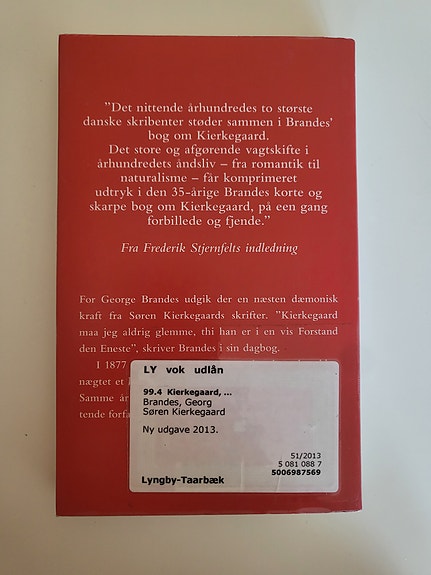 ”Det nittende århundredes to største
danske skribenter støder sammen i Brandes'
bog om Kierkegaard.
Det store og afgørende vagtskifte i
århundredets åndsliv – fra romantik til
naturalisme – får komprimeret
udtryk i den 35-årige Brandes korte og
skarpe bog om Kierkegaard, på een gang
forbillede og fjende.”
Fra Frederik Stjernfelts indledning
For George Brandes udgik der en næsten dæmonisk
kraft fra Søren Kierkegaards skrifter. ”Kierkegaard
maa jeg aldrig glemme, thi han er i en vis Forstand
den Eneste”, skriver Brandes i sin dagbog.
I 1877
nægtet et
Samme år
tende
LY vok udlån
99.4 Kierkegaard, ...
Brandes, Georg
Søren Kierkegaard
Ny udgave 2013.
51/2013
5 081 088 7
5006987569
Lyngby-Taarbæk